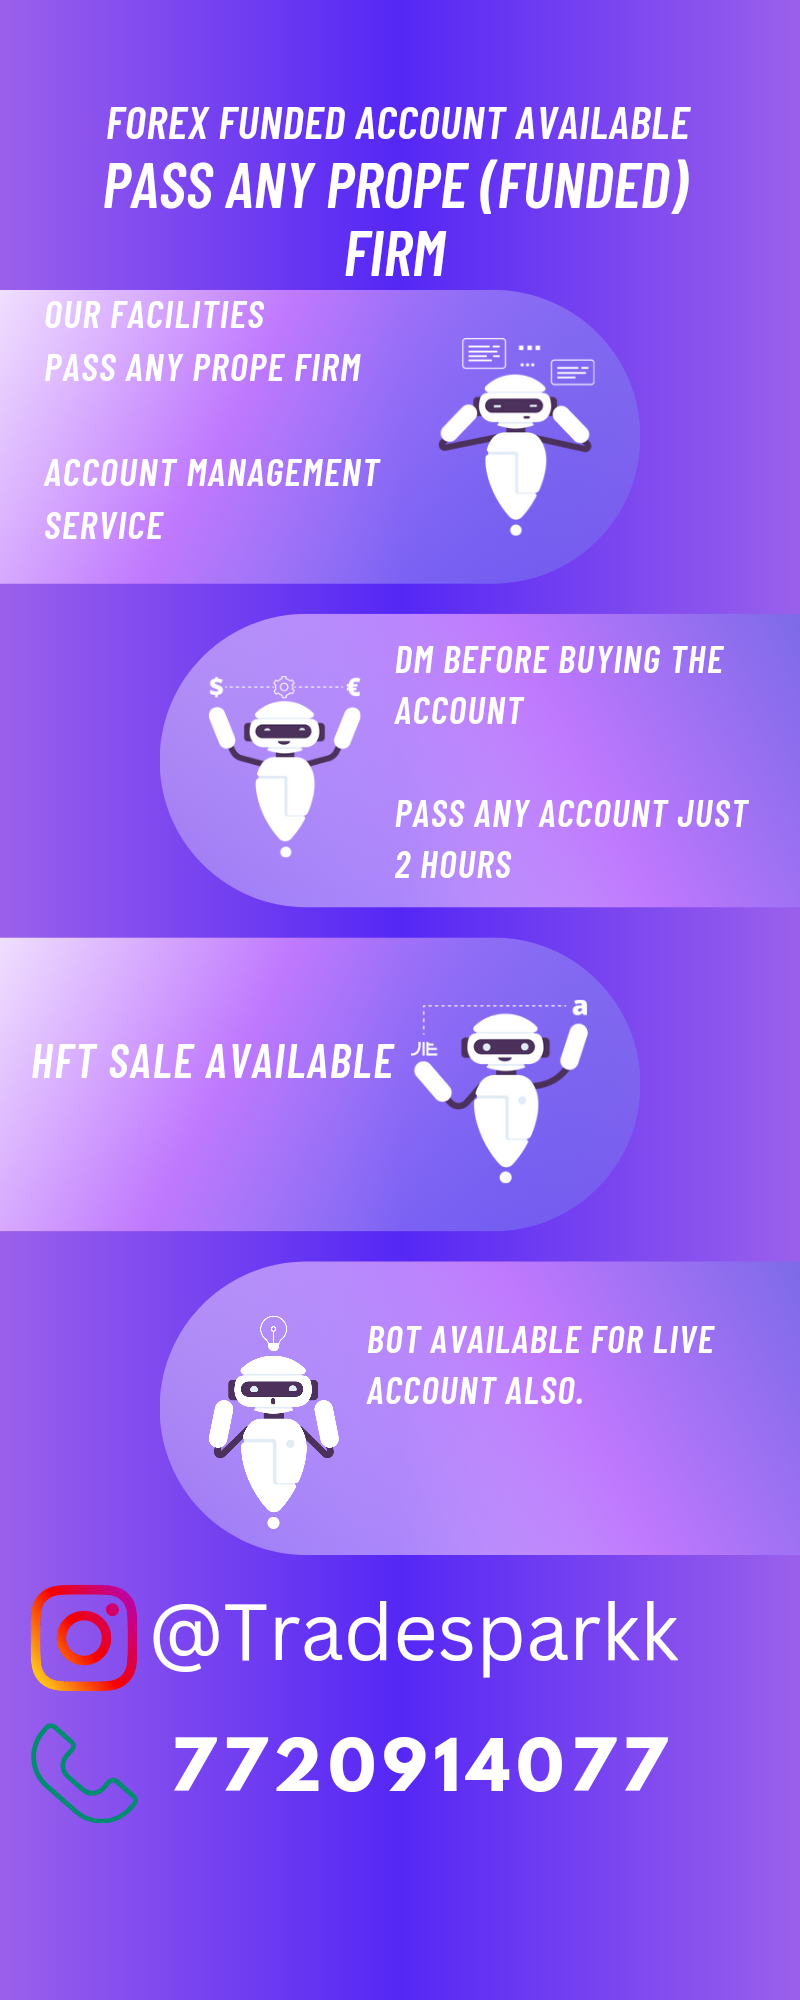 FOREX FUNDED ACCOUNT AVAILABLE
PASS ANY PROPE (FUNDED)
FIRM
OUR FACILITIES
PASS ANY PROPE FIRM
ACCOUNT MANAGEMENT
SERVICE
$ €
DM BEFORE BUYING THE
ACCOUNT
PASS ANY ACCOUNT JUST
2 HOURS
a
HFT SALE AVAILABLE
BOT AVAILABLE FOR LIVE
ACCOUNT ALSO.
@Tradesparkk
7720914077